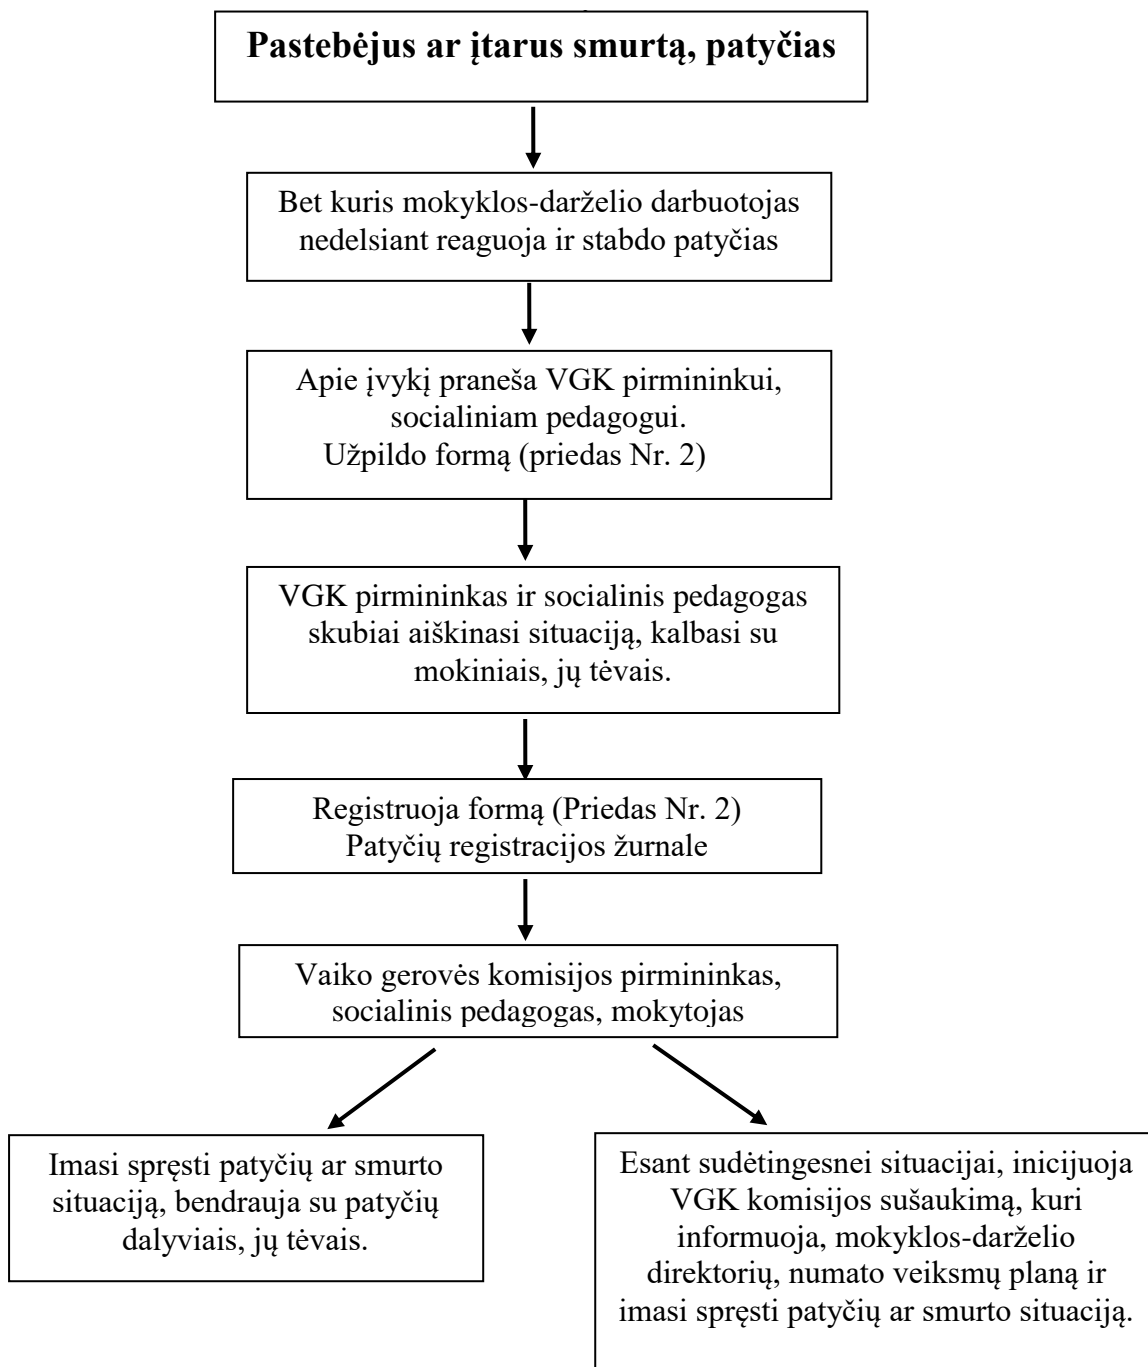 Pastebėjus ar įtarus smurtą, patyčias
Bet kuris mokyklos-darželio darbuotojas
nedelsiant reaguoja ir stabdo patyčias
Apie įvykį praneša VGK pirmininkui,
socialiniam pedagogui.
Užpildo formą (priedas Nr. 2)
VGK pirmininkas ir socialinis pedagogas
skubiai aiškinasi situaciją, kalbasi su
mokiniais, jų tėvais.
Registruoja formą (Priedas Nr. 2)
Patyčių registracijos žurnale
Vaiko gerovės komisijos pirmininkas,
socialinis pedagogas, mokytojas
Imasi spręsti patyčių ar smurto
situaciją, bendrauja su patyčių
dalyviais, jų tėvais.
Esant sudėtingesnei situacijai, inicijuoja
VGK komisijos sušaukimą, kuri
informuoja, mokyklos-darželio
direktorių, numato veiksmų planą ir
imasi spręsti patyčių ar smurto situaciją.